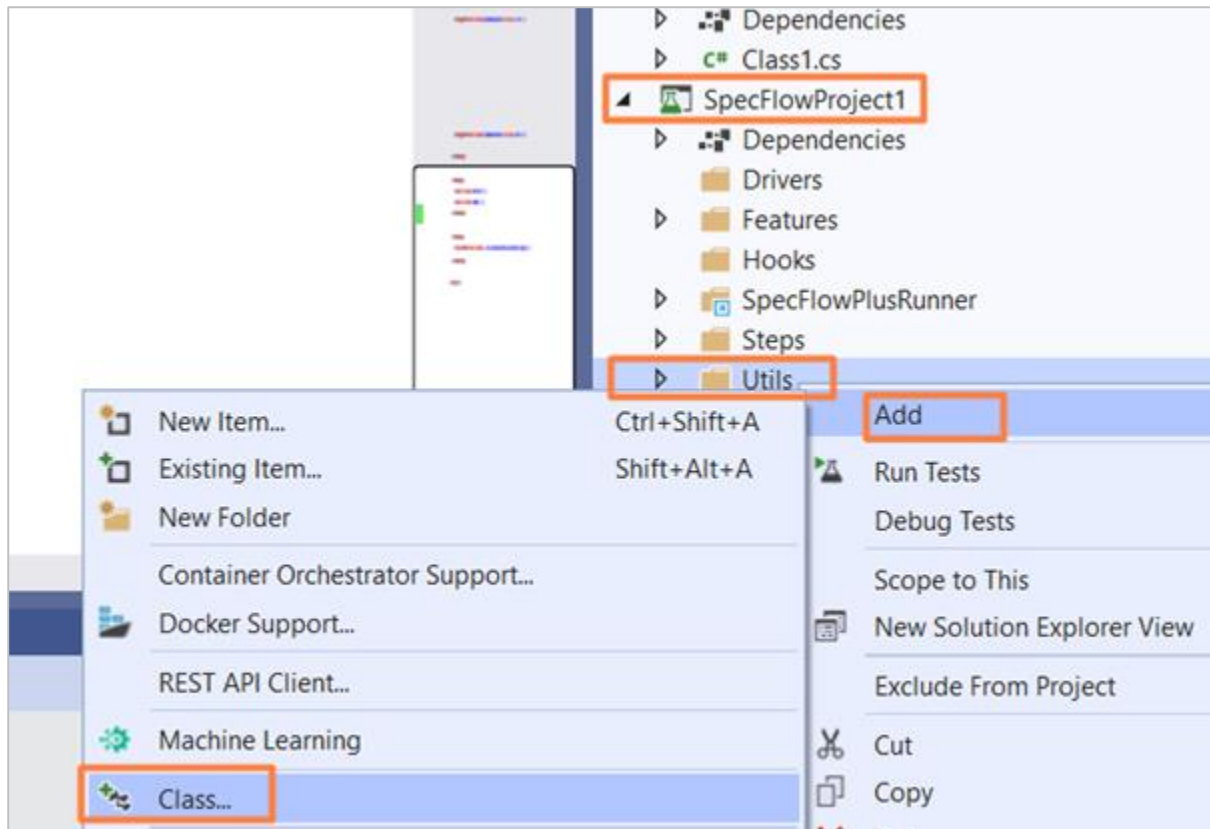 Dependencies
C# Class1.cs
SpecFlowProject1
Dependencies
Drivers
Features
Hooks
SpecFlowPlusRunner
Steps
Utils
New Item... Ctrl+Shift+A
Existing Item... Shift+Alt+A
New Folder
Container Orchestrator Support...
Docker Support...
REST API Client...
Machine Learning
Class...
Add
Run Tests
Debug Tests
Scope to This
New Solution Explorer View
Exclude From Project
Cut
Copy